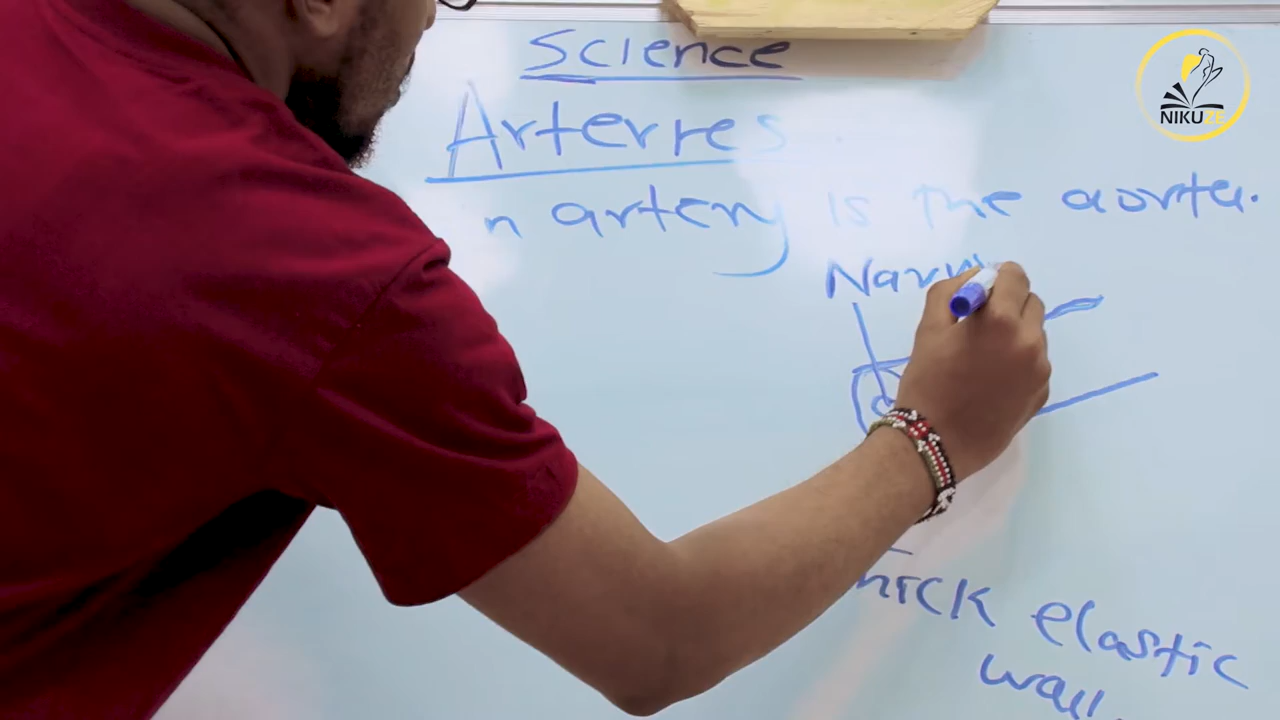 Science
NIKUZE
Arterres
n artery is the aorta.
elastic
wall